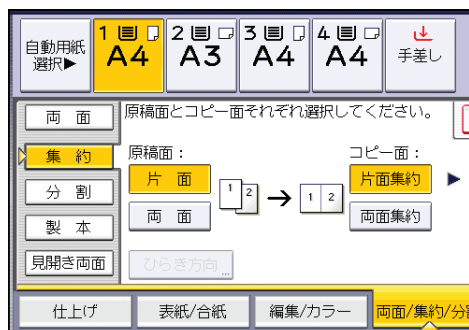 自動用紙
選択▶
1
A4
2
A3
3
A4
4
A4
手差し
両 面
原稿面とコピー面それぞれ選択してください。
集 約
原稿面：
コピー面：
片 面
1
2
→
1
2
片面集約
▶
分 割
両 面
両面集約
製 本
見開き両面
ひらき方向...
仕上げ
表紙/合紙
編集/カラー
両面/集約/分